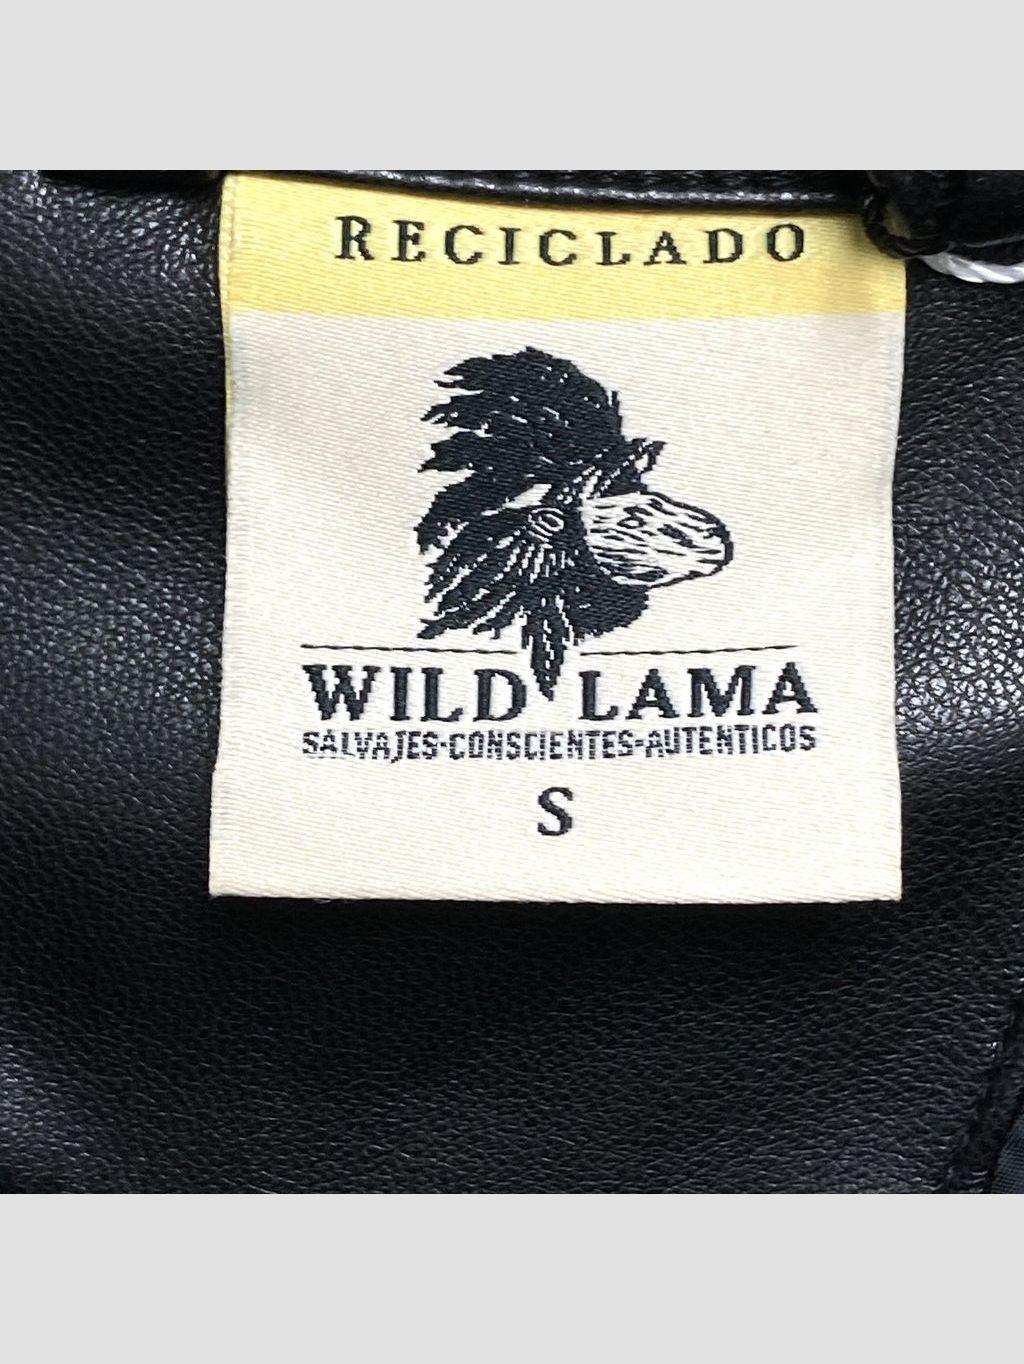 RECICLADO
WILD LAMA
SALVAJES-CONSCIENTES-AUTENTICOS
S